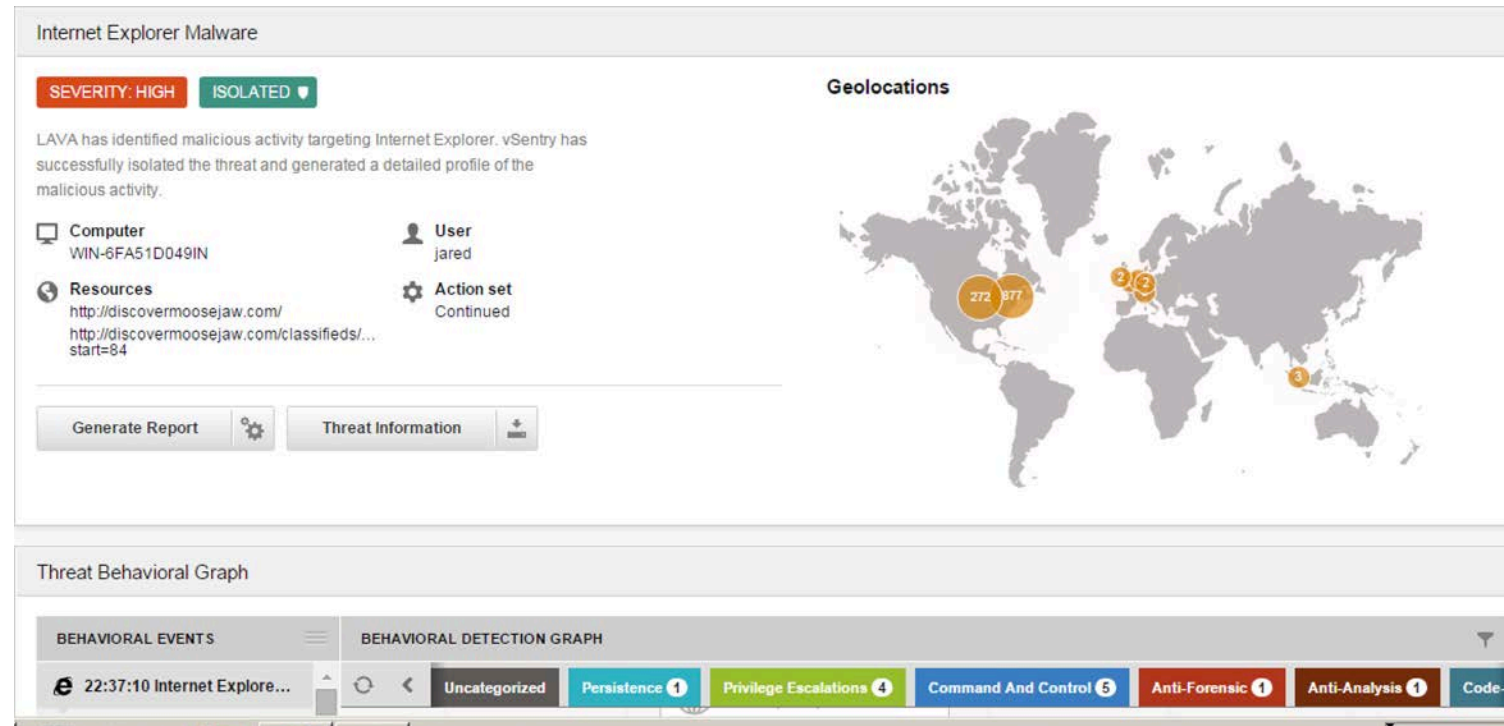 Internet Explorer Malware
SEVERITY: HIGH
ISOLATED
LAVA has identified malicious activity targeting Internet Explorer. vSentry has
successfully isolated the threat and generated a detailed profile of the
malicious activity.
Computer
WIN-6FA51D049IN
User
jared
Resources
http://discovermoosejaw.com/
http://discovermoosejaw.com/classifieds/...
start=84
Action set
Continued
Generate Report
Threat Information
Geolocations
272
877
2
2
3
Threat Behavioral Graph
BEHAVIORAL EVENTS
BEHAVIORAL DETECTION GRAPH
22:37:10 Internet Explore...
Uncategorized
Persistence 1
Privilege Escalations 4
Command And Control 5
Anti-Forensic 1
Anti-Analysis 1
Code-